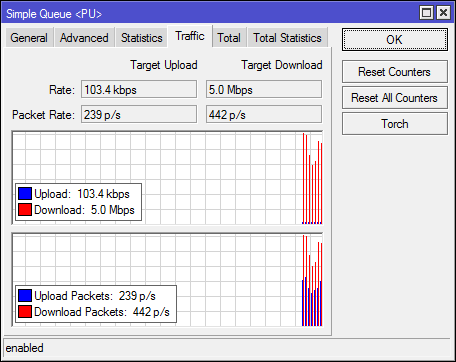 Simple Queue <PU>
General Advanced Statistics Traffic Total Total Statistics
OK
Reset Counters
Reset All Counters
Torch
Target Upload Target Download
Rate: 103.4 kbps 5.0 Mbps
Packet Rate: 239 p/s 442 p/s
Upload: 103.4 kbps
Download: 5.0 Mbps
Upload Packets: 239 p/s
Download Packets: 442 p/s
enabled